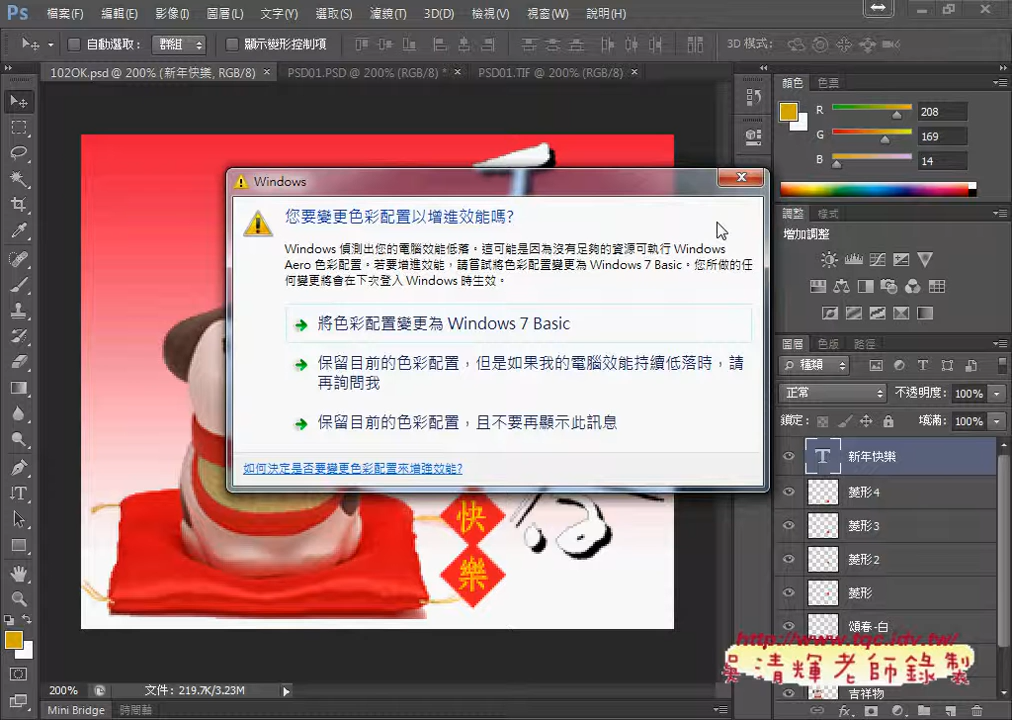 Ps 檔案(F) 編輯(E) 影像(I) 圖層(L) 文字(Y) 選取(S) 濾鏡(T) 3D(D) 檢視(V) 視窗(W) 說明(H)
自動選取： 群組 顯示變形控制項 3D 模式：
102OK.psd @ 200% (新年快樂, RGB/8) × PSD01.PSD @ 200% (RGB/8) * × PSD01.TIF @ 200% (RGB/8) ×
顏色 色票
R 208
G 169
B 14
Windows
您要變更色彩配置以增進效能嗎?
Windows 偵測出您的電腦效能低落。這可能是因為沒有足夠的資源可執行 Windows
Aero 色彩配置。若要增進效能，請嘗試將色彩配置變更為 Windows 7 Basic。您所做的任
何變更將會在下次登入 Windows 時生效。
將色彩配置變更為 Windows 7 Basic
保留目前的色彩配置，但是如果我的電腦效能持續低落時，請
再詢問我
保留目前的色彩配置，且不要再顯示此訊息
如何決定是否要變更色彩配置來增強效能?
調整 樣式
增加調整
圖層 色版 路徑
種類
正常 不透明度： 100%
鎖定： 填滿： 100%
T 新年快樂
菱形4
菱形3
菱形2
菱形
頌春-白
吉祥物
快
樂
http://www.tqc.idv.tw/
吳清輝老師錄製
200% 文件：219.7K/3.23M
Mini Bridge 時間軸